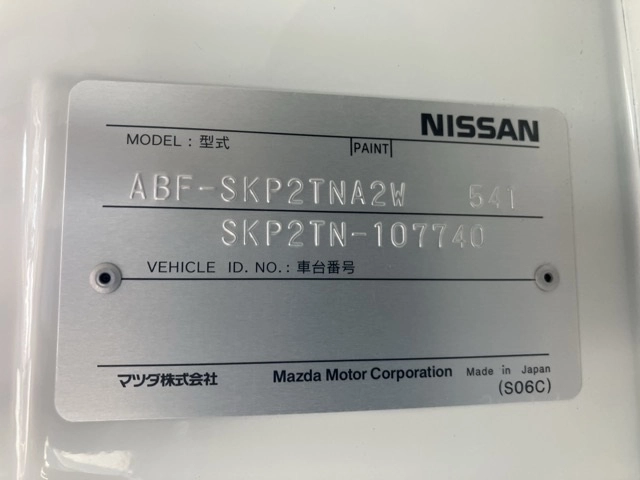 NISSAN
MODEL : 型式 PAINT
ABF-SKP2TNA2W 541
SKP2TN-107740
VEHICLE ID. NO. : 車台番号
マツダ株式会社 Mazda Motor Corporation Made in Japan
(S06C)